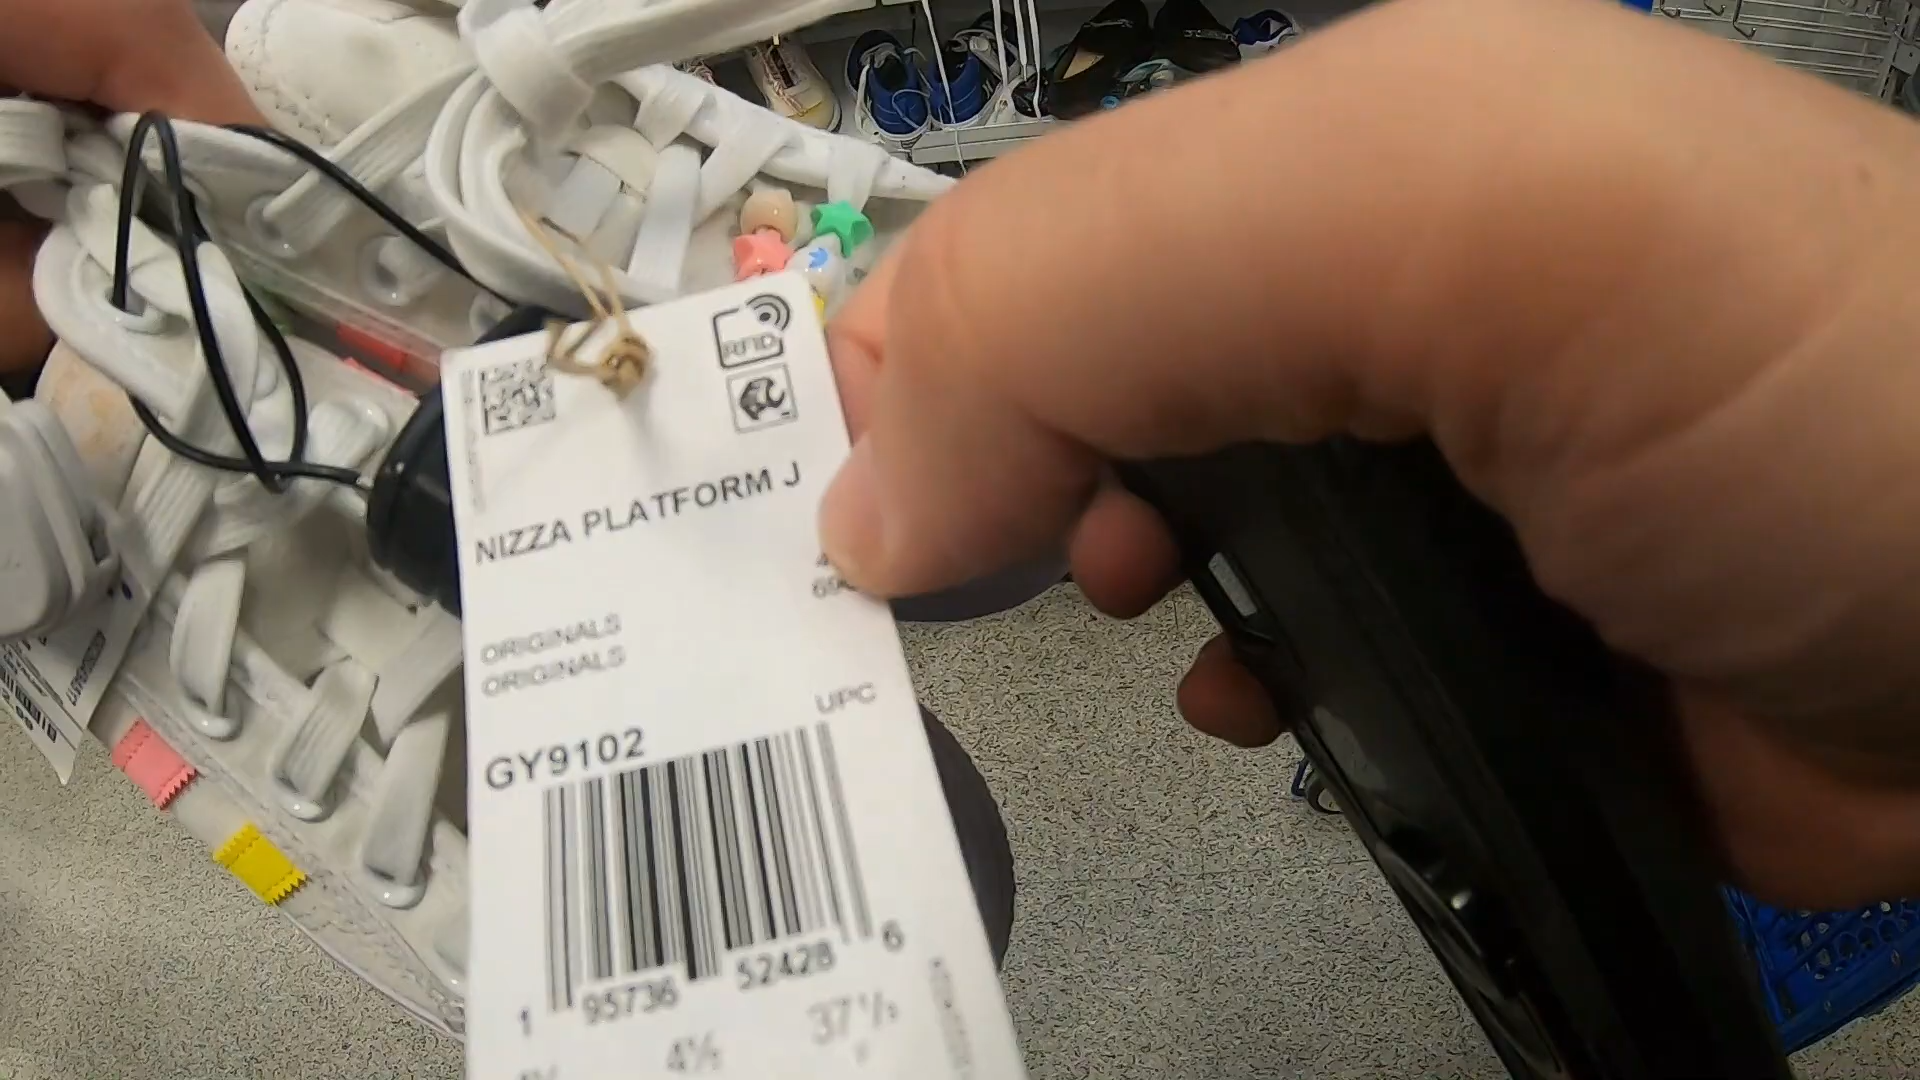 RFID
NIZZA PLATFORM J
ORIGINALS
ORIGINALS
UPC
GY9102
1 95736 52428 6
4½ 37⅓